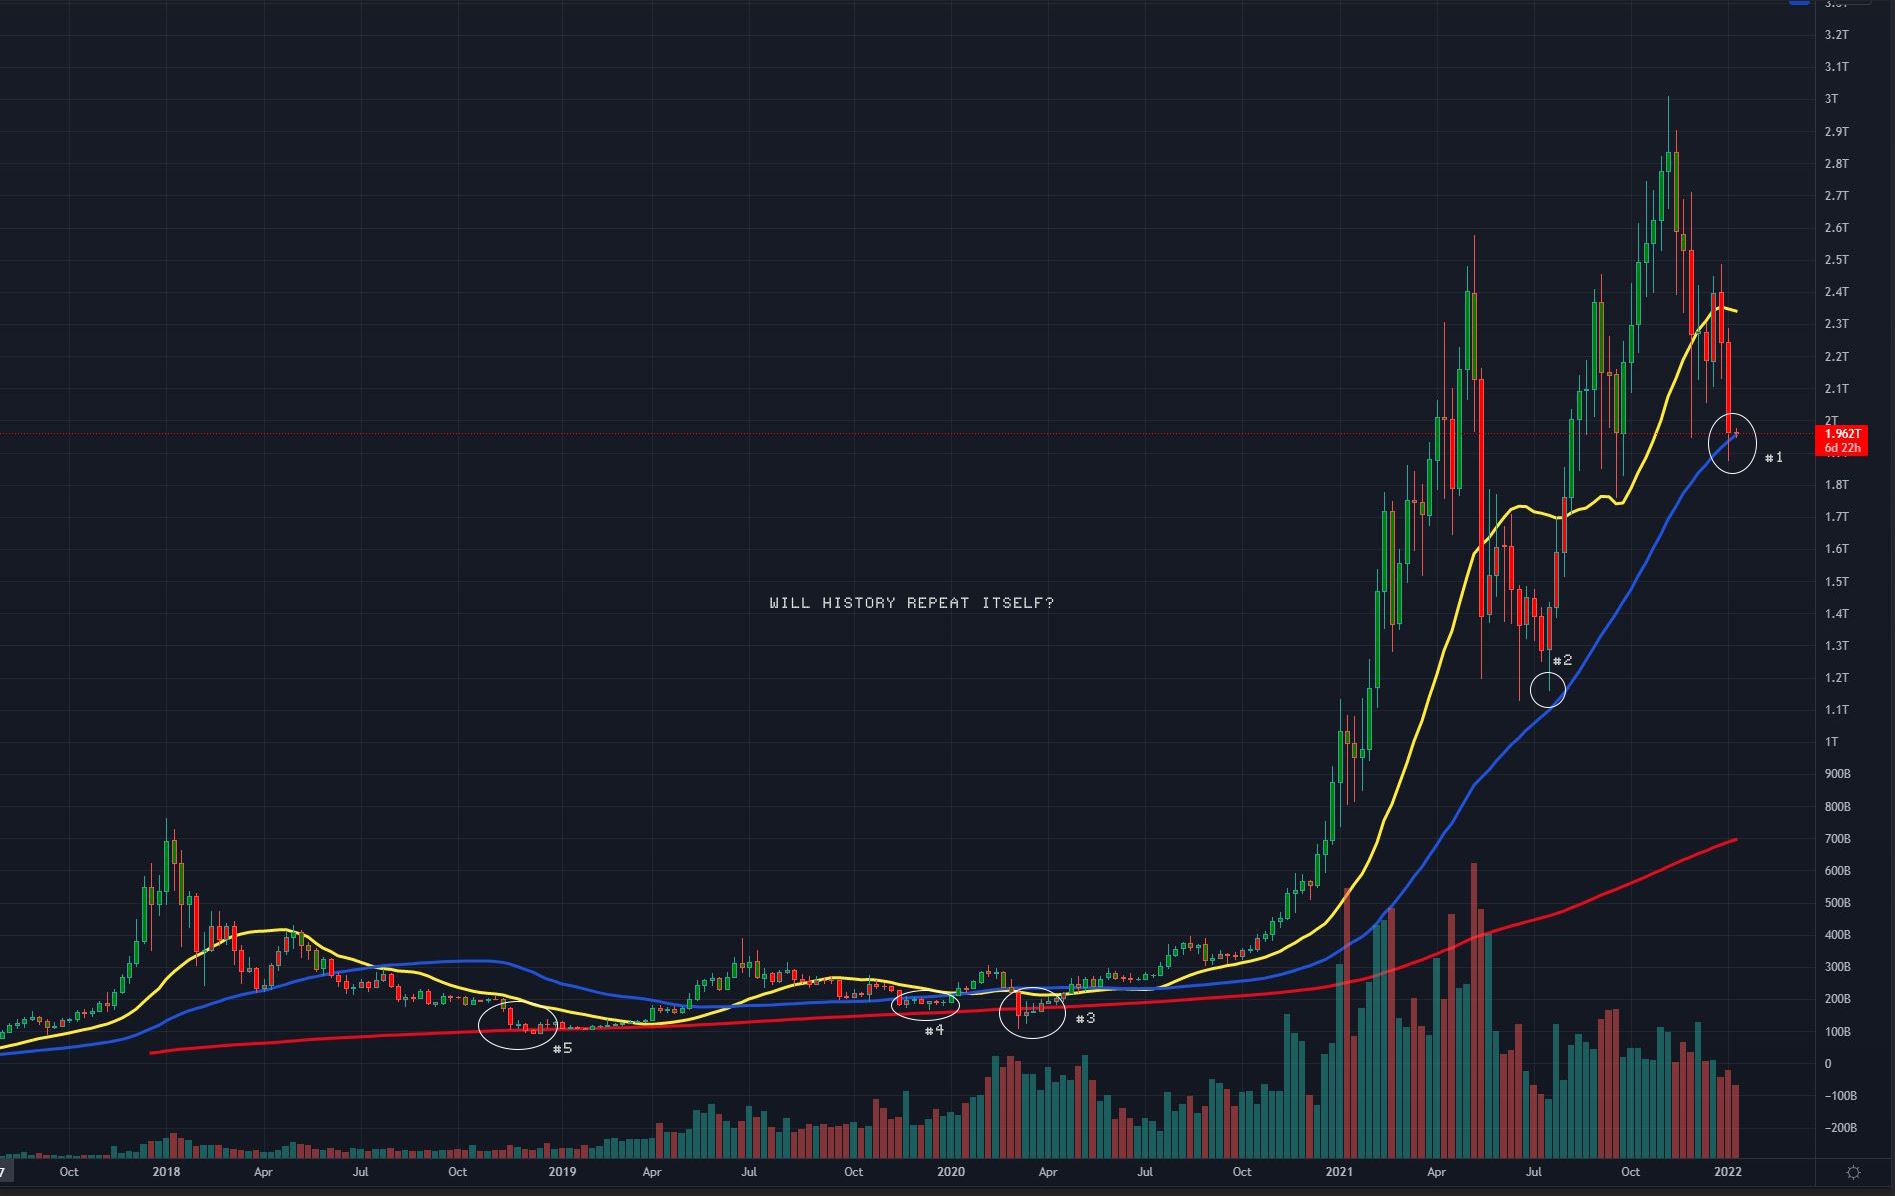 3.2T
3.1T
3T
2.9T
2.8T
2.7T
2.6T
2.5T
2.4T
2.3T
2.2T
2.1T
2T
1.962T
6d 22h
#1
1.8T
1.7T
1.6T
1.5T
WILL HISTORY REPEAT ITSELF?
1.4T
1.3T
#2
1.2T
1.1T
1T
900B
800B
700B
600B
500B
400B
300B
200B
#3
#4
100B
#5
0
−100B
−200B
7 Oct 2018 Apr Jul Oct 2019 Apr Jul Oct 2020 Apr Jul Oct 2021 Apr Jul Oct 2022